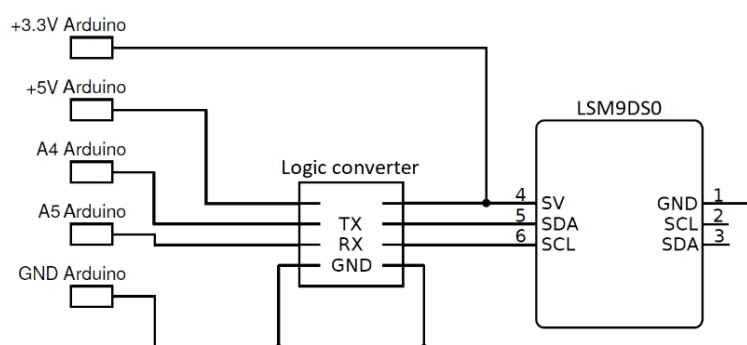 +3.3V Arduino
+5V Arduino
A4 Arduino
A5 Arduino
GND Arduino
Logic converter
TX
RX
GND
LSM9DS0
4 SV
5 SDA
6 SCL
GND 1
SCL 2
SDA 3